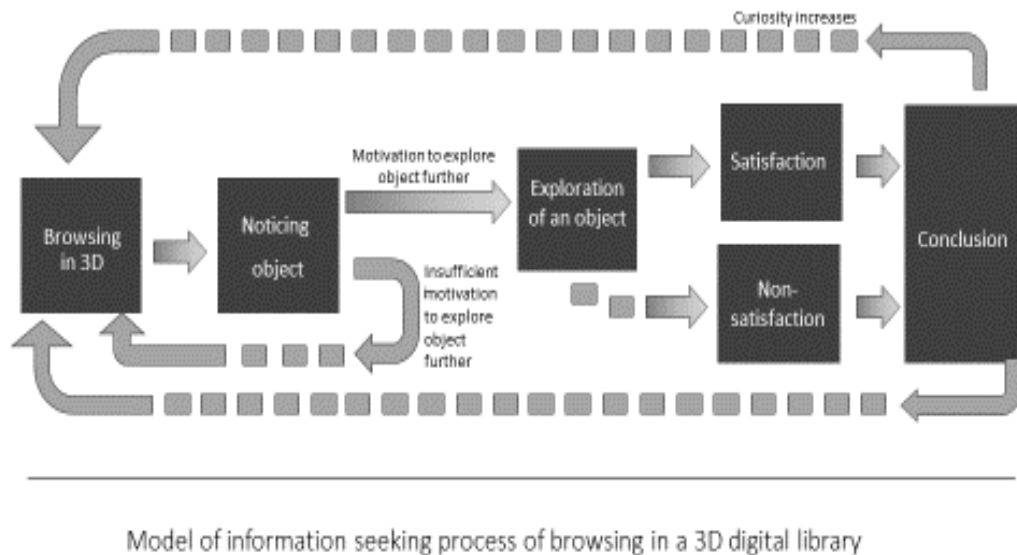 Curiosity increases
Motivation to explore
object further
Browsing
in 3D
Noticing
object
Insufficient
motivation
to explore
object
further
Exploration
of an object
Satisfaction
Non-
satisfaction
Conclusion
Model of information seeking process of browsing in a 3D digital library